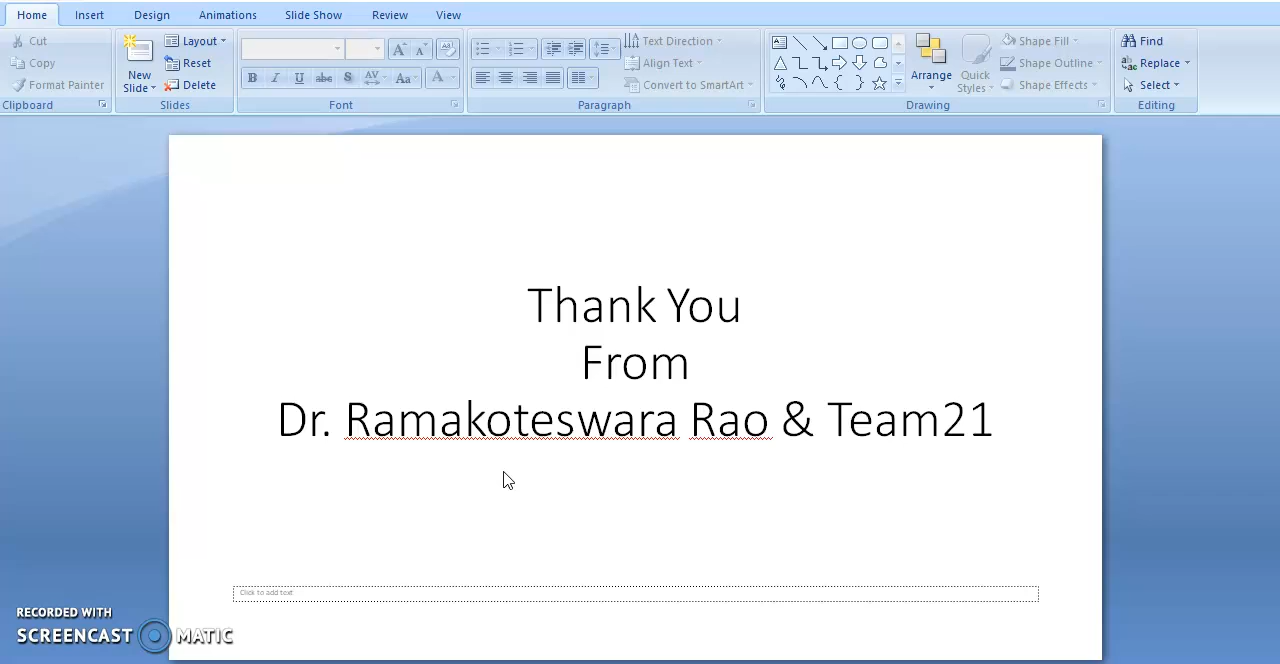 Home Insert Design Animations Slide Show Review View
Cut
Copy
Format Painter
Clipboard
New
Slide
Layout
Reset
Delete
Slides
B I U abc S AV Aa A
Font
Paragraph
Text Direction
Align Text
Convert to SmartArt
Arrange
Quick
Styles
Shape Fill
Shape Outline
Shape Effects
Drawing
Find
Replace
Select
Editing
Thank You
From
Dr. Ramakoteswara Rao & Team21
Click to add text
RECORDED WITH
SCREENCAST MATIC